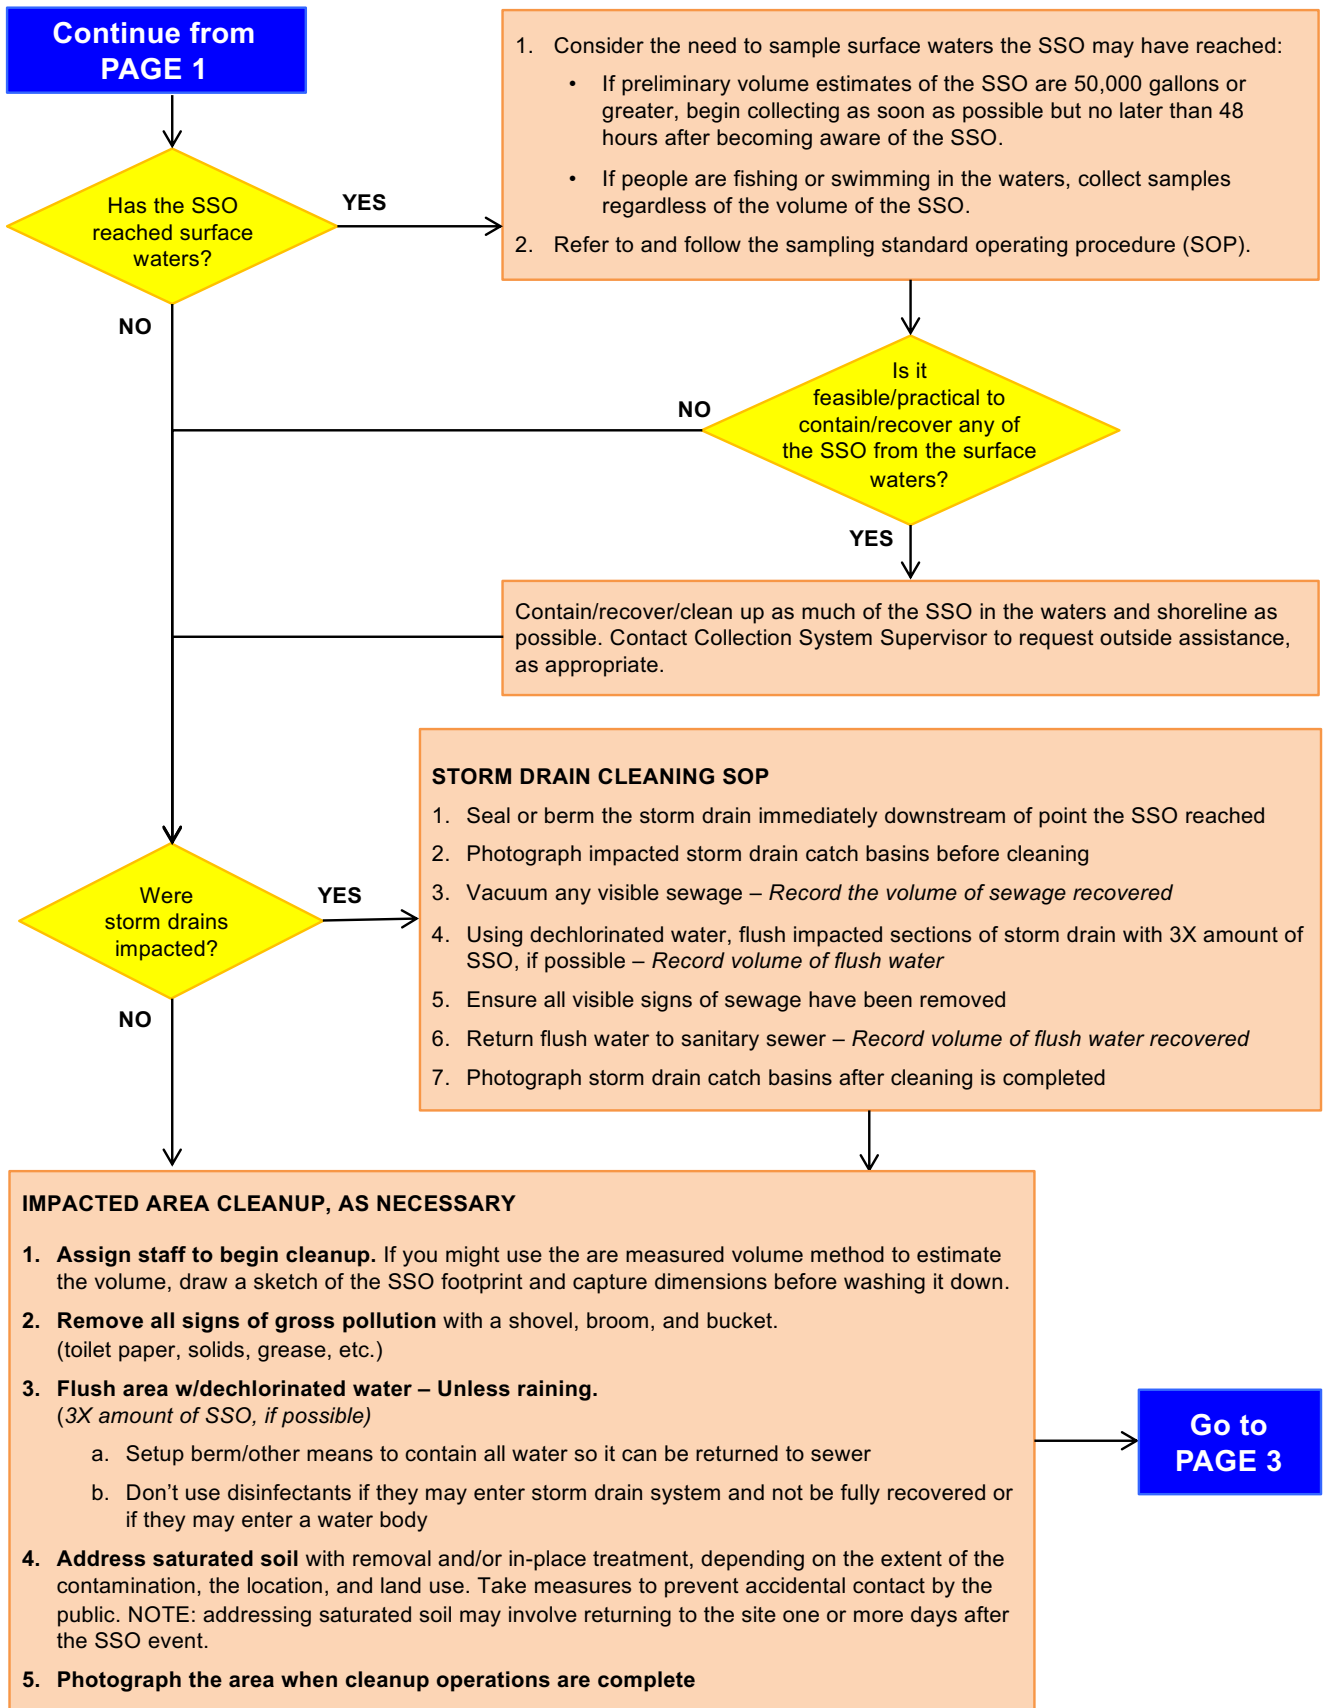 Continue from
PAGE 1
1. Consider the need to sample surface waters the SSO may have reached:
• If preliminary volume estimates of the SSO are 50,000 gallons or
greater, begin collecting as soon as possible but no later than 48
hours after becoming aware of the SSO.
• If people are fishing or swimming in the waters, collect samples
regardless of the volume of the SSO.
2. Refer to and follow the sampling standard operating procedure (SOP).
Has the SSO
reached surface
waters?
YES
NO
Is it
feasible/practical to
contain/recover any of
the SSO from the surface
waters?
NO
YES
Contain/recover/clean up as much of the SSO in the waters and shoreline as
possible. Contact Collection System Supervisor to request outside assistance,
as appropriate.
Were
storm drains
impacted?
YES
NO
STORM DRAIN CLEANING SOP
1. Seal or berm the storm drain immediately downstream of point the SSO reached
2. Photograph impacted storm drain catch basins before cleaning
3. Vacuum any visible sewage – Record the volume of sewage recovered
4. Using dechlorinated water, flush impacted sections of storm drain with 3X amount of
SSO, if possible – Record volume of flush water
5. Ensure all visible signs of sewage have been removed
6. Return flush water to sanitary sewer – Record volume of flush water recovered
7. Photograph storm drain catch basins after cleaning is completed
IMPACTED AREA CLEANUP, AS NECESSARY
1. Assign staff to begin cleanup. If you might use the are measured volume method to estimate
the volume, draw a sketch of the SSO footprint and capture dimensions before washing it down.
2. Remove all signs of gross pollution with a shovel, broom, and bucket.
(toilet paper, solids, grease, etc.)
3. Flush area w/dechlorinated water – Unless raining.
(3X amount of SSO, if possible)
a. Setup berm/other means to contain all water so it can be returned to sewer
b. Don't use disinfectants if they may enter storm drain system and not be fully recovered or
if they may enter a water body
4. Address saturated soil with removal and/or in-place treatment, depending on the extent of the
contamination, the location, and land use. Take measures to prevent accidental contact by the
public. NOTE: addressing saturated soil may involve returning to the site one or more days after
the SSO event.
5. Photograph the area when cleanup operations are complete
Go to
PAGE 3